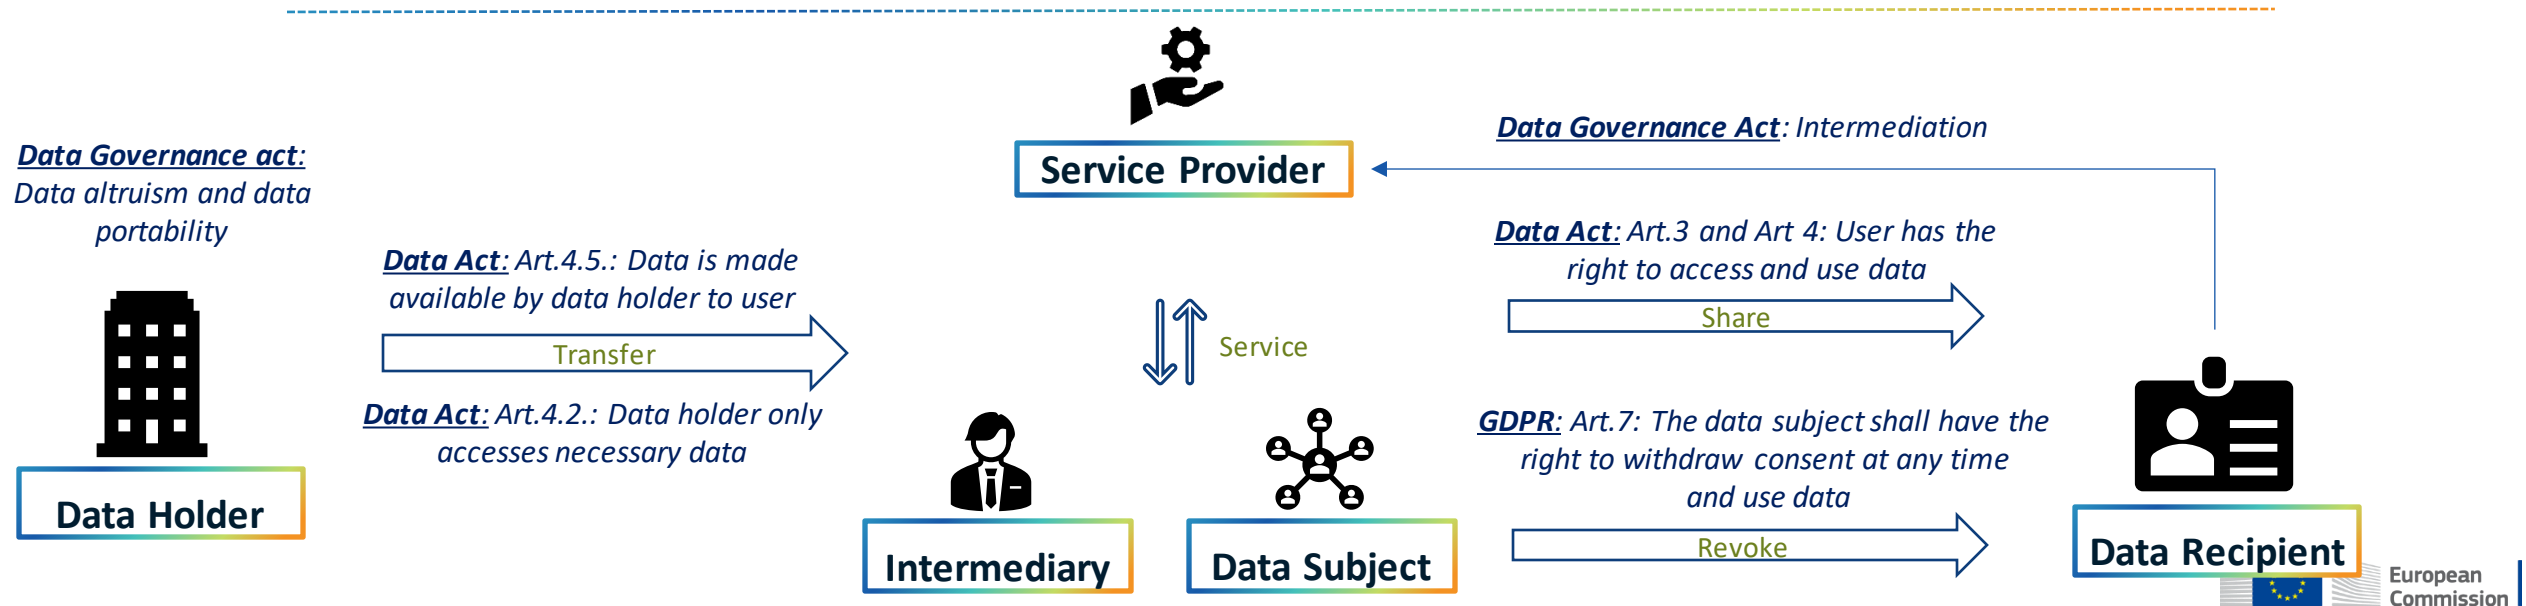 Data Governance act:
Data altruism and data
portability
Data Holder
Data Act: Art.4.5.: Data is made
available by data holder to user
Transfer
Data Act: Art.4.2.: Data holder only
accesses necessary data
Service Provider
Service
Intermediary
Data Subject
Data Governance Act: Intermediation
Data Act: Art.3 and Art 4: User has the
right to access and use data
Share
GDPR: Art.7: The data subject shall have the
right to withdraw consent at any time
and use data
Revoke
Data Recipient
European
Commission